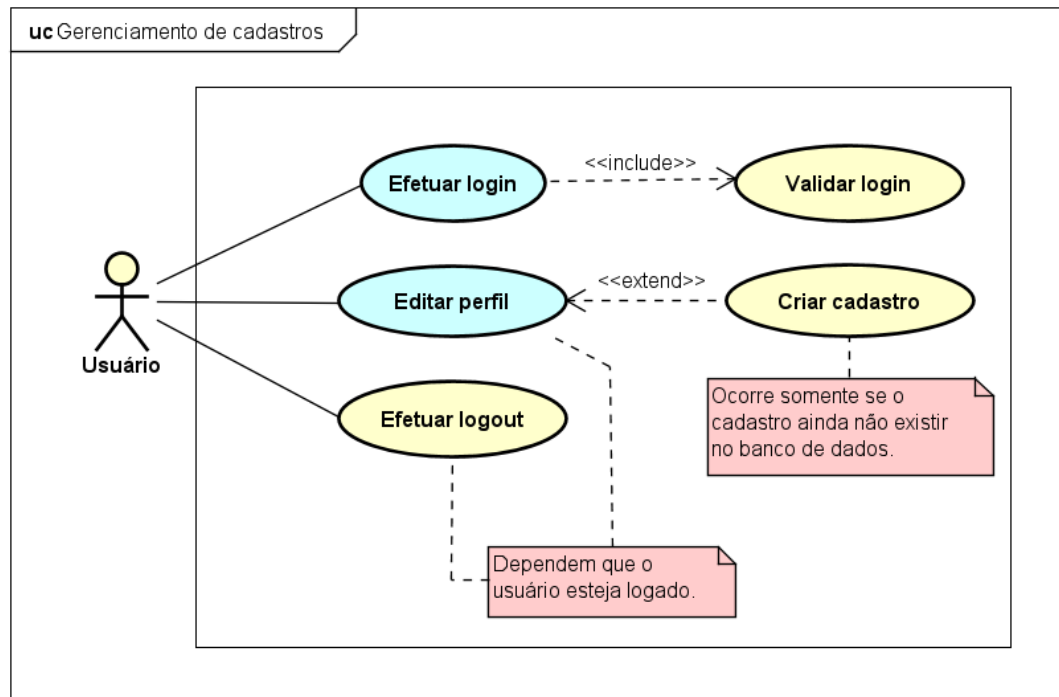 uc Gerenciamento de cadastros
Efetuar login
<<include>>
Validar login
Editar perfil
<<extend>>
Criar cadastro
Usuário
Efetuar logout
Ocorre somente se o
cadastro ainda não existir
no banco de dados.
Dependem que o
usuário esteja logado.